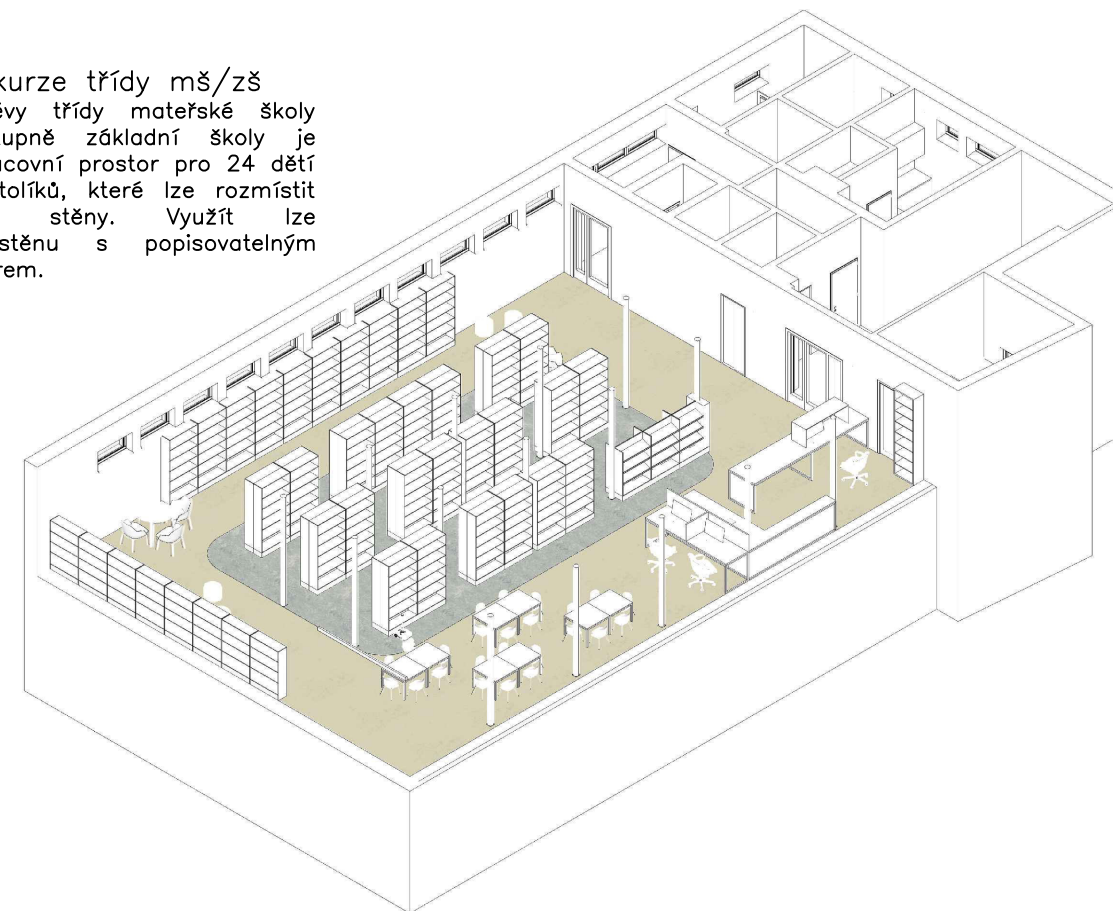 kurze třídy mš/zš
ěvy třídy mateřské školy
upně základní školy je
acovní prostor pro 24 dětí
tolíků, které lze rozmístit
stěny. Využít lze
stěnu s popisovatelným
rem.